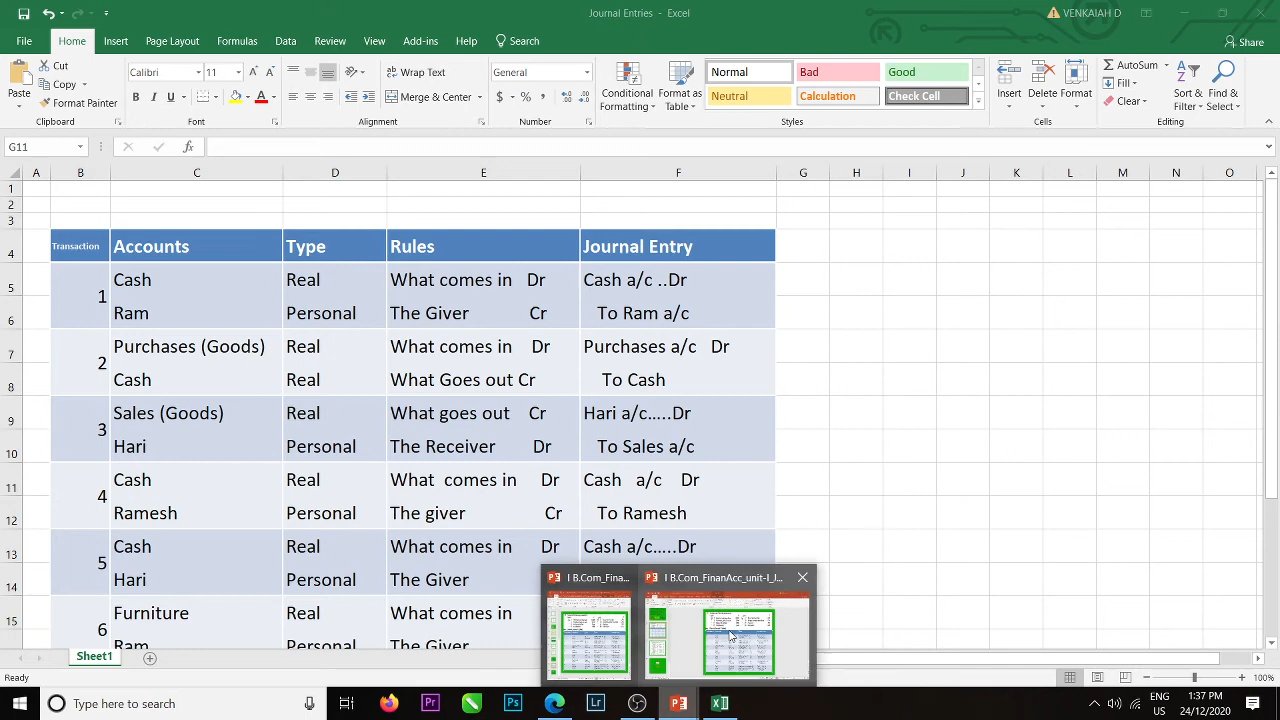 Journal Entries - Excel
VENKAIAH D
File Home Insert Page Layout Formulas Data Review View Add-ins Help Search Share
Paste
Cut
Copy
Format Painter
Clipboard
Calibri 11
B I U
Font
Wrap Text
Merge & Center
Alignment
General
$ % ,
Number
Conditional Formatting
Format as Table
Normal Bad Good
Neutral Calculation Check Cell
Styles
Insert Delete Format
Cells
AutoSum
Fill
Clear
Sort & Filter
Find & Select
Editing
G11 fx
A B C D E F G H I J K L M N O
1
2
3
4 Transaction Accounts Type Rules Journal Entry
5 1 Cash Real What comes in Dr Cash a/c ..Dr
6 Ram Personal The Giver Cr To Ram a/c
7 2 Purchases (Goods) Real What comes in Dr Purchases a/c Dr
8 Cash Real What Goes out Cr To Cash
9 3 Sales (Goods) Real What goes out Cr Hari a/c…..Dr
10 Hari Personal The Receiver Dr To Sales a/c
11 4 Cash Real What comes in Dr Cash a/c Dr
12 Ramesh Personal The giver Cr To Ramesh
13 5 Cash Real What comes in Dr Cash a/c…..Dr
14 Hari Personal The Giver
6 Furniture Real What comes in
Ram Personal The Giver
I B.Com_Fina...
I B.Com_FinanAcc_unit-I_J...
Sheet1
Ready
100%
Type here to search
Pr Ps Lr
ENG
US
1:37 PM
24/12/2020